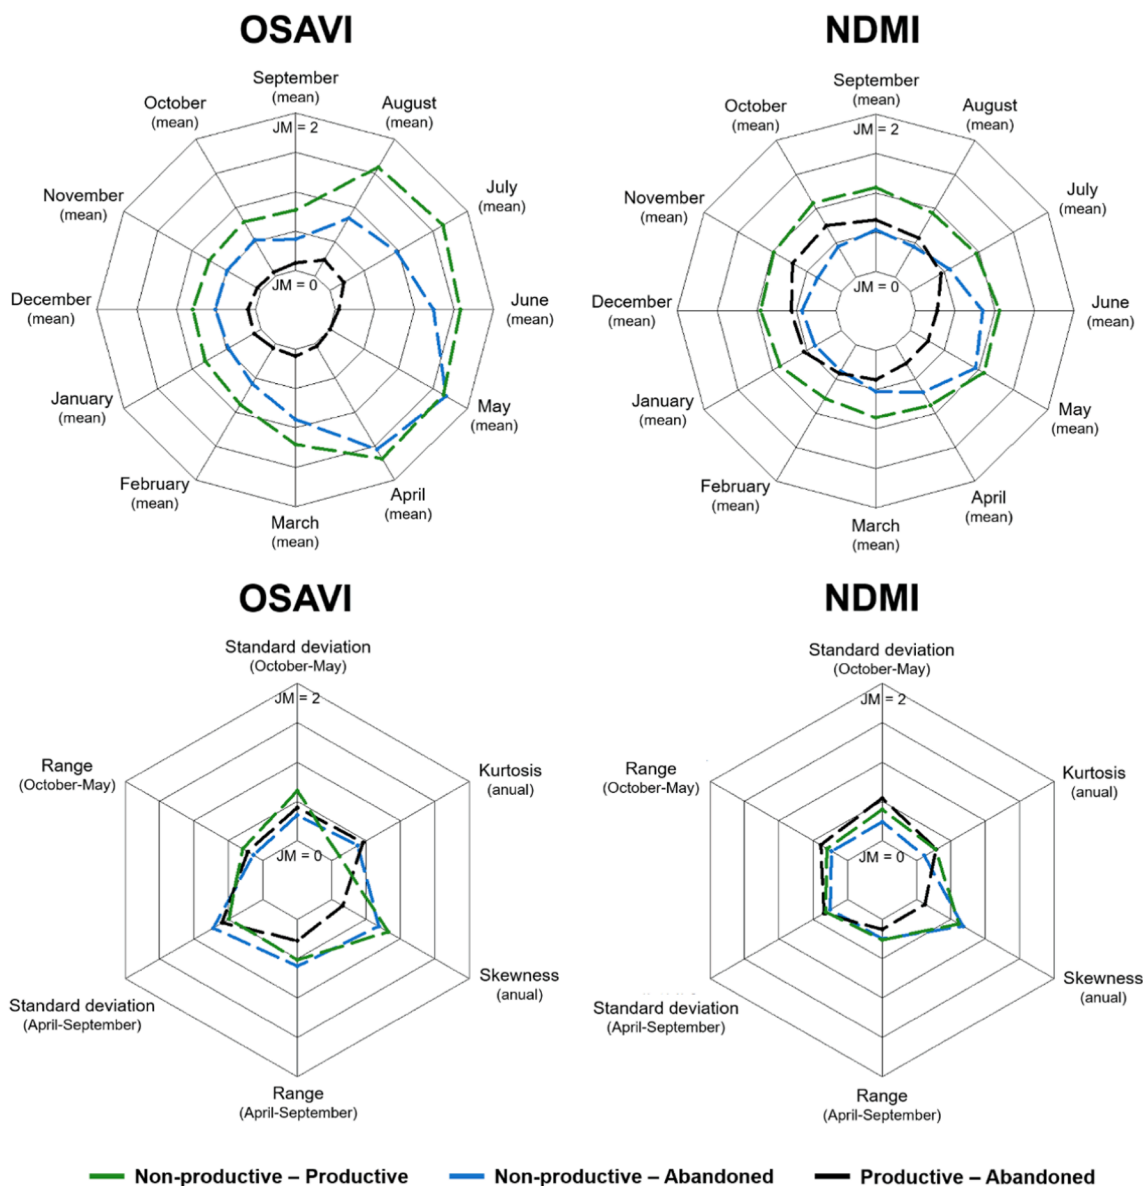 OSAVI
NDMI
September
(mean)
October
(mean)
August
(mean)
JM = 2
November
(mean)
July
(mean)
December
(mean)
JM = 0
June
(mean)
January
(mean)
May
(mean)
February
(mean)
April
(mean)
March
(mean)
September
(mean)
October
(mean)
August
(mean)
JM = 2
November
(mean)
July
(mean)
December
(mean)
JM = 0
June
(mean)
January
(mean)
May
(mean)
February
(mean)
April
(mean)
March
(mean)
OSAVI
NDMI
Standard deviation
(October-May)
JM = 2
Range
(October-May)
Kurtosis
(anual)
JM = 0
Skewness
(anual)
Standard deviation
(April-September)
Range
(April-September)
Standard deviation
(October-May)
JM = 2
Range
(October-May)
Kurtosis
(anual)
JM = 0
Skewness
(anual)
Standard deviation
(April-September)
Range
(April-September)
Non-productive – Productive
Non-productive – Abandoned
Productive – Abandoned